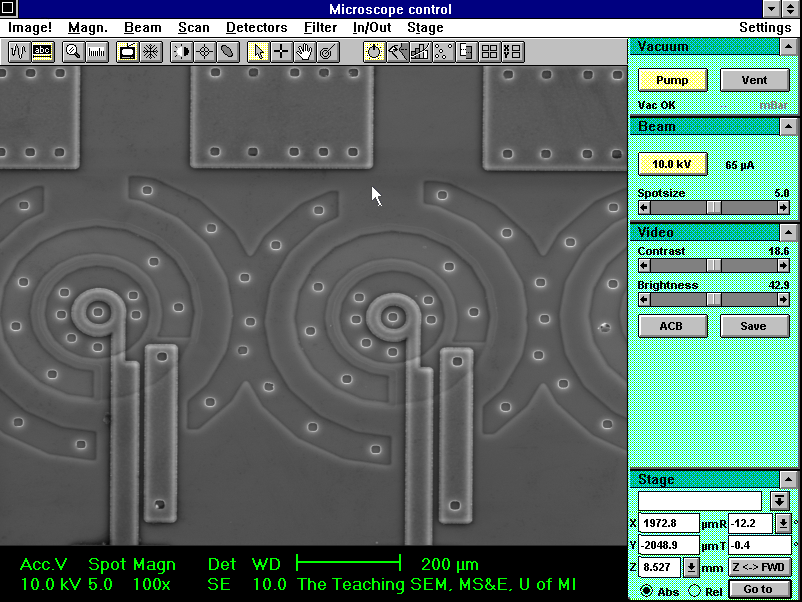 Microscope control
Image! Magn. Beam Scan Detectors Filter In/Out Stage Settings
abc
Vacuum
Pump Vent
Vac OK -- mBar
Beam
10.0 kV 65 µA
Spotsize 5.0
Video
Contrast 18.6
Brightness 42.9
ACB Save
Stage
X 1972.8 µm R -12.2
Y -2048.9 µm T -0.4
Z 8.527 mm Z <-> FWD
Abs Rel Go to
Acc.V Spot Magn Det WD 200 µm
10.0 kV 5.0 100x SE 10.0 The Teaching SEM, MS&E, U of MI